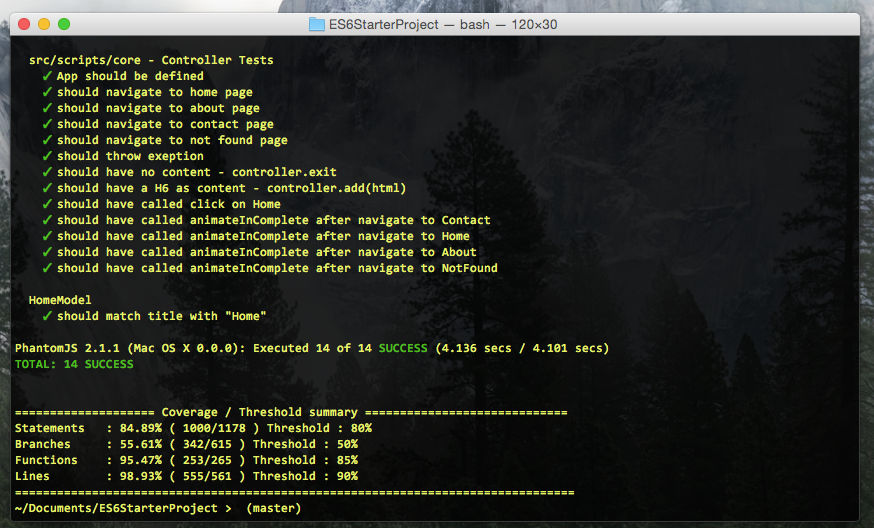 ES6StarterProject — bash — 120×30
src/scripts/core - Controller Tests
✓ App should be defined
✓ should navigate to home page
✓ should navigate to about page
✓ should navigate to contact page
✓ should navigate to not found page
✓ should throw exeption
✓ should have no content - controller.exit
✓ should have a H6 as content - controller.add(html)
✓ should have called click on Home
✓ should have called animateInComplete after navigate to Contact
✓ should have called animateInComplete after navigate to Home
✓ should have called animateInComplete after navigate to About
✓ should have called animateInComplete after navigate to NotFound
HomeModel
✓ should match title with "Home"
PhantomJS 2.1.1 (Mac OS X 0.0.0): Executed 14 of 14 SUCCESS (4.136 secs / 4.101 secs)
TOTAL: 14 SUCCESS
==================== Coverage / Threshold summary =============================
Statements   : 84.89% ( 1000/1178 ) Threshold : 80%
Branches     : 55.61% ( 342/615 ) Threshold : 50%
Functions    : 95.47% ( 253/265 ) Threshold : 85%
Lines        : 98.93% ( 555/561 ) Threshold : 90%
================================================================================
~/Documents/ES6StarterProject >  (master)